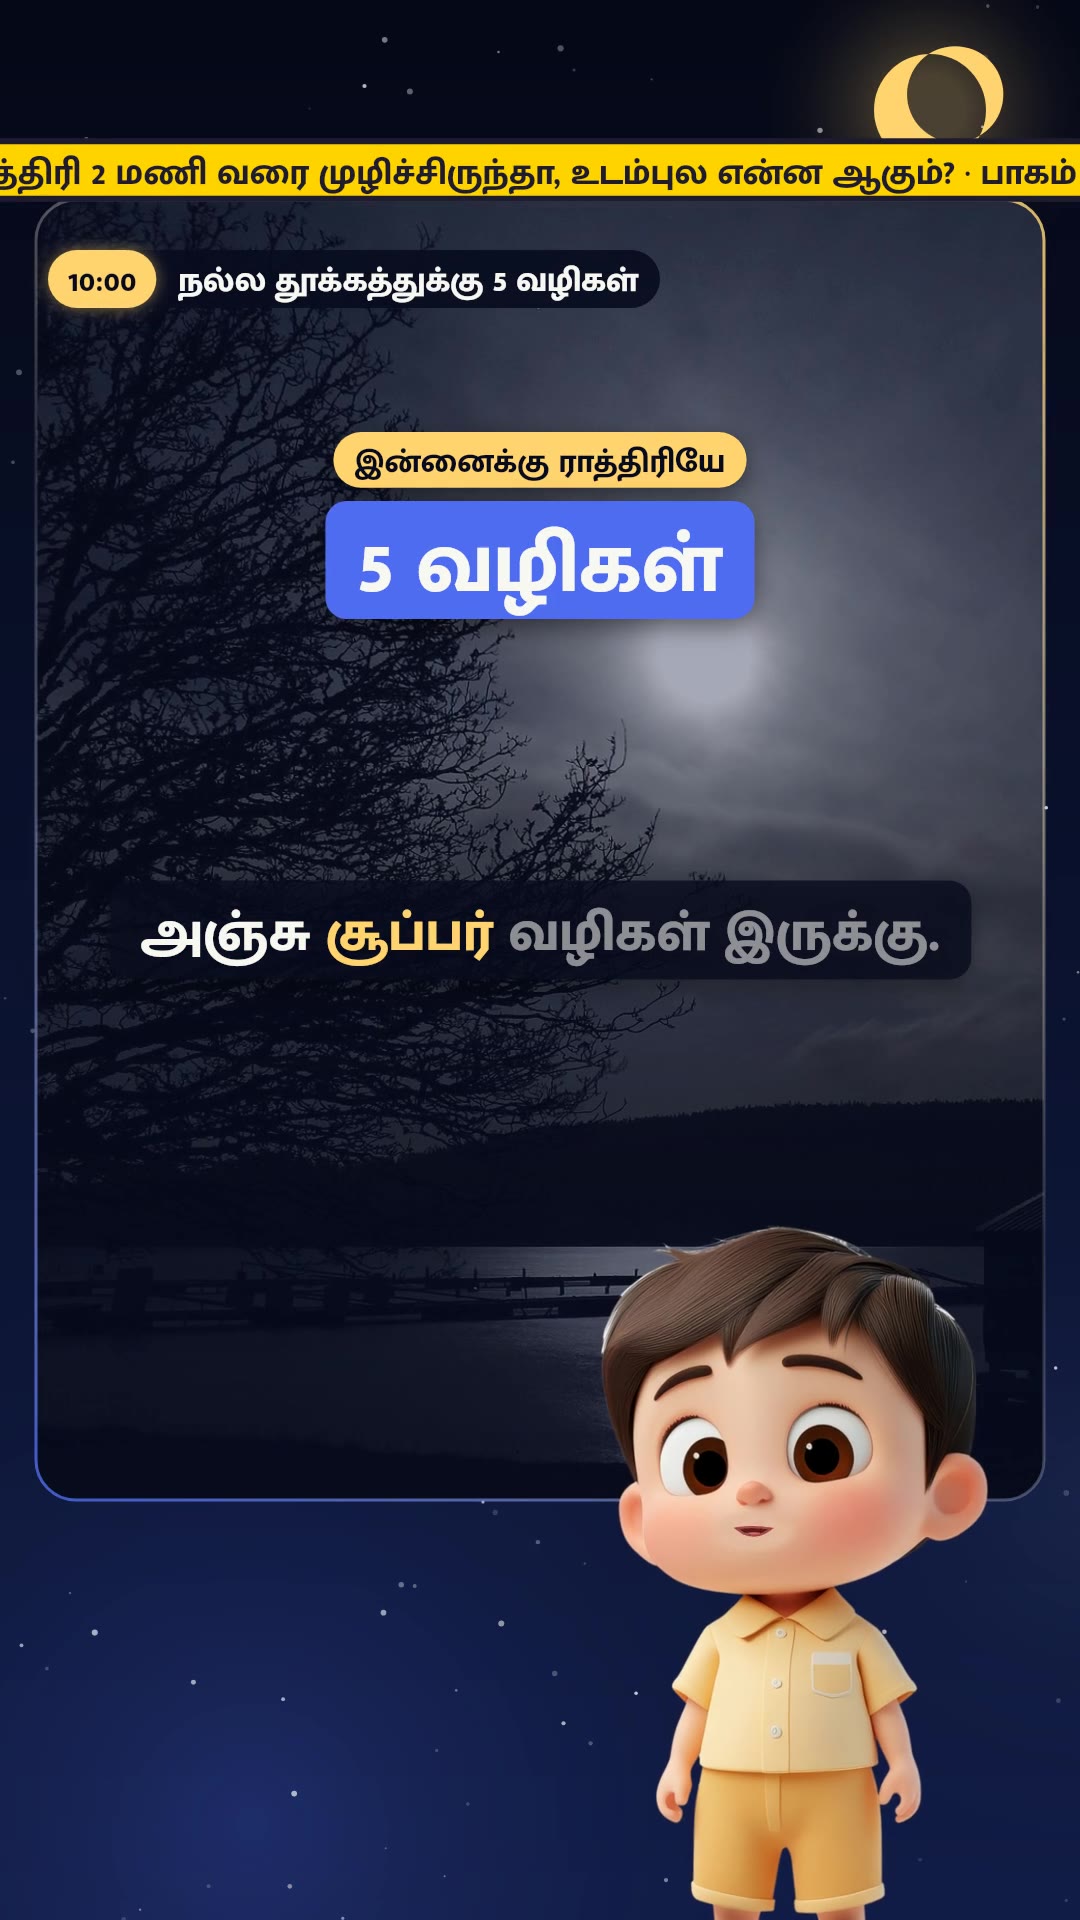 2 மணி வரை முழிச்சிருந்தா, உடம்புல என்ன ஆகும்? · பாகம்
10:00 நல்ல தூக்கத்துக்கு 5 வழிகள்
இன்னைக்கு ராத்திரியே
5 வழிகள்
அஞ்சு சூப்பர் வழிகள் இருக்கு.